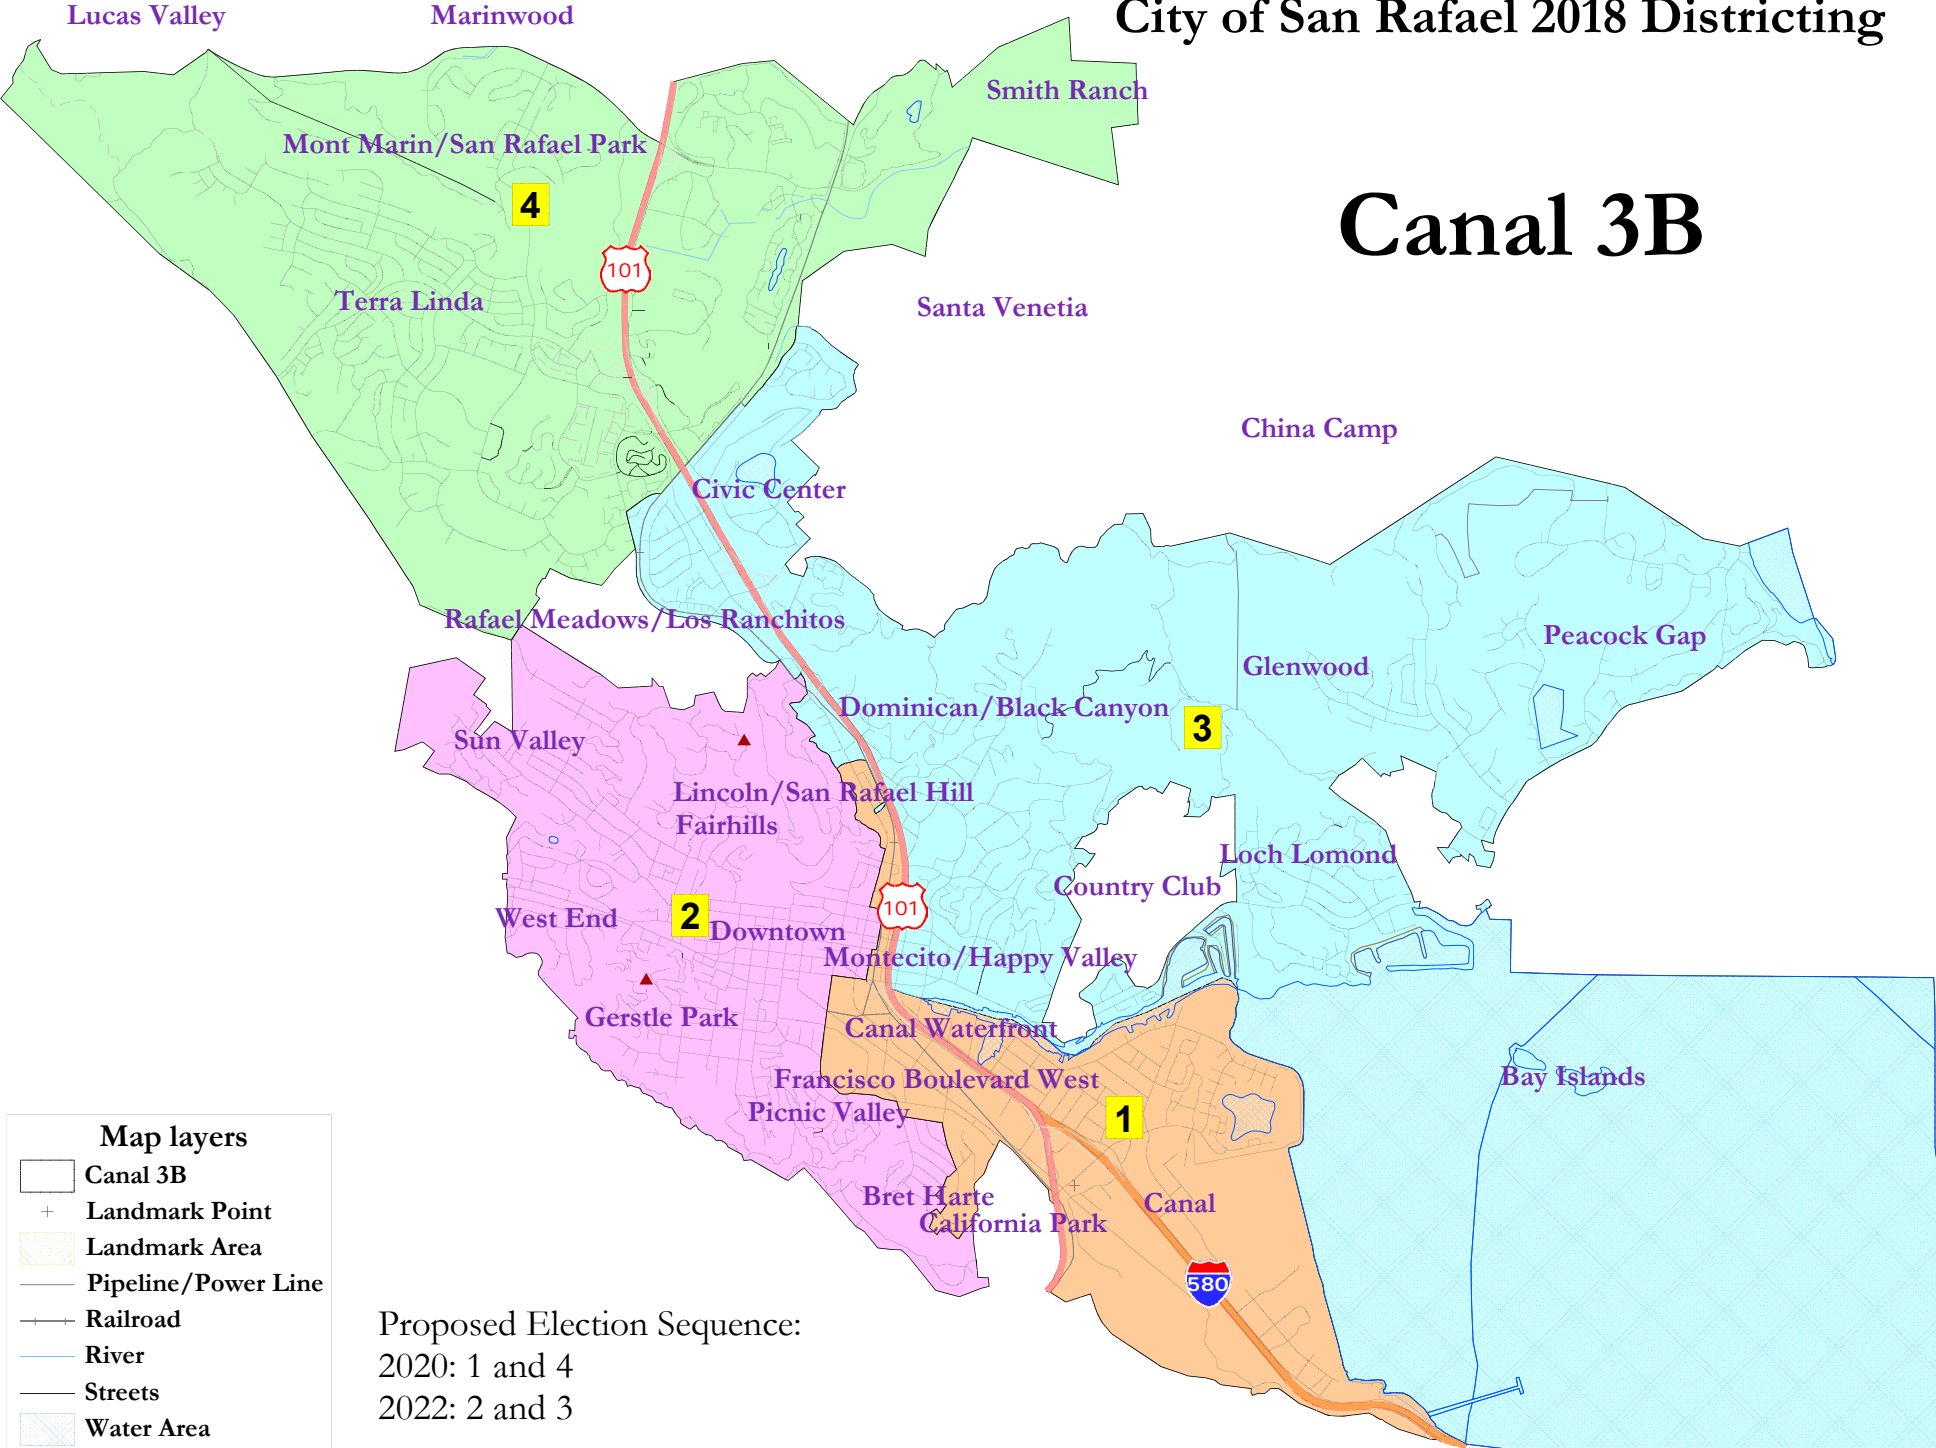 City of San Rafael 2018 Districting
Lucas Valley
Marinwood
Smith Ranch
Mont Marin/San Rafael Park
4
Canal 3B
101
Terra Linda
Santa Venetia
China Camp
Civic Center
Rafael Meadows/Los Ranchitos
Peacock Gap
Glenwood
Dominican/Black Canyon
3
Sun Valley
Lincoln/San Rafael Hill
Fairhills
Loch Lomond
Country Club
West End
2
Downtown
101
Montecito/Happy Valley
Gerstle Park
Canal Waterfront
Francisco Boulevard West
Bay Islands
Picnic Valley
1
Bret Harte
California Park
Canal
580
Map layers
Canal 3B
Landmark Point
Landmark Area
Pipeline/Power Line
Railroad
River
Streets
Water Area
Proposed Election Sequence:
2020: 1 and 4
2022: 2 and 3